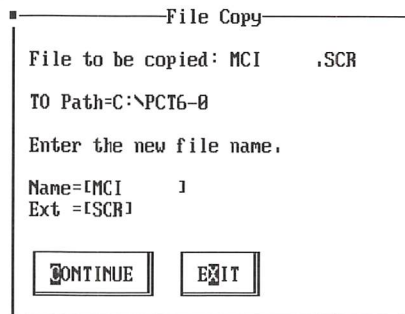 File Copy
File to be copied: MCI     .SCR
TO Path=C:\PCT6-0
Enter the new file name.
Name=[MCI     ]
Ext =[SCR]
CONTINUE EXIT